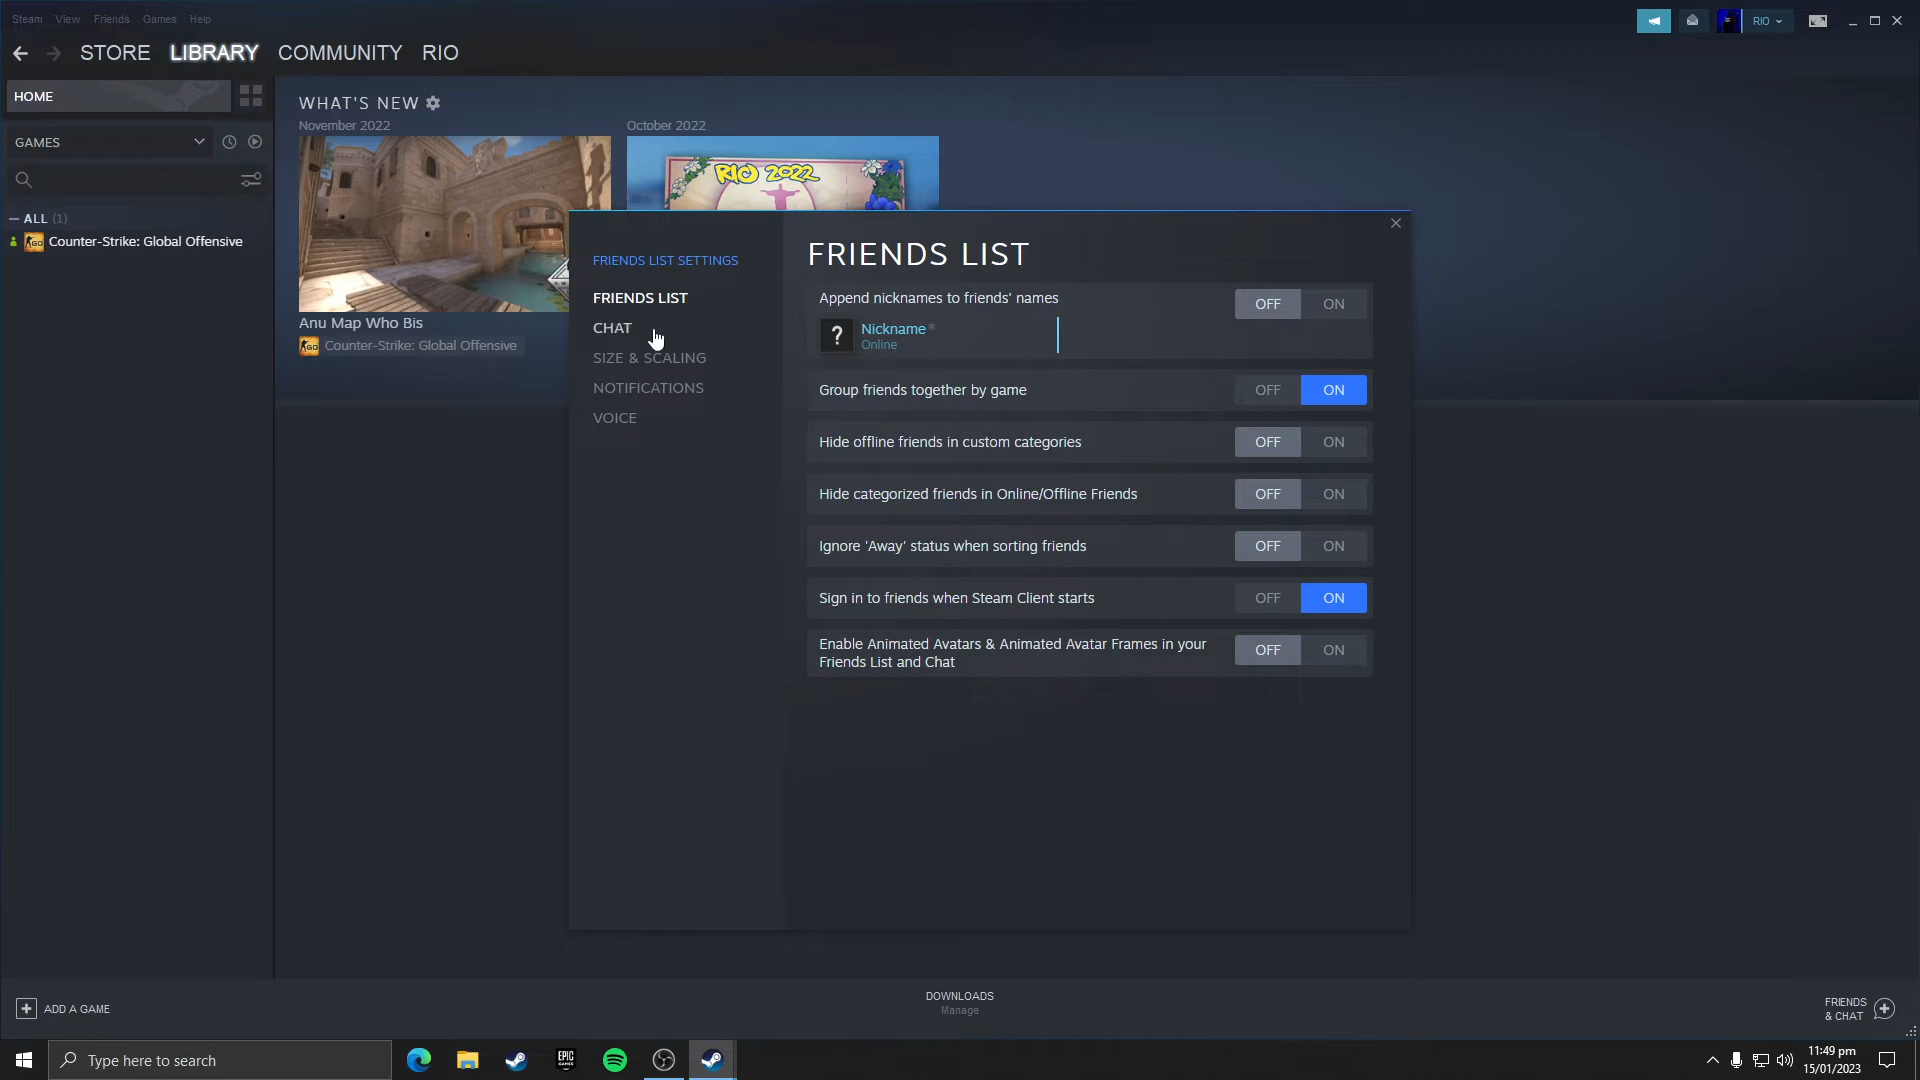 Steam View Friends Games Help
RIO
STORE LIBRARY COMMUNITY RIO
HOME
GAMES
ALL (1)
Counter-Strike: Global Offensive
WHAT'S NEW
November 2022
October 2022
RIO 2022
Anu Map Who Bis
Counter-Strike: Global Offensive
FRIENDS LIST SETTINGS
FRIENDS LIST
CHAT
SIZE & SCALING
NOTIFICATIONS
VOICE
FRIENDS LIST
Append nicknames to friends' names
OFF ON
? Nickname *
Online
Group friends together by game
OFF ON
Hide offline friends in custom categories
OFF ON
Hide categorized friends in Online/Offline Friends
OFF ON
Ignore 'Away' status when sorting friends
OFF ON
Sign in to friends when Steam Client starts
OFF ON
Enable Animated Avatars & Animated Avatar Frames in your
Friends List and Chat
OFF ON
ADD A GAME
DOWNLOADS
Manage
FRIENDS
& CHAT
Type here to search
EPIC
GAMES
11:49 pm
15/01/2023